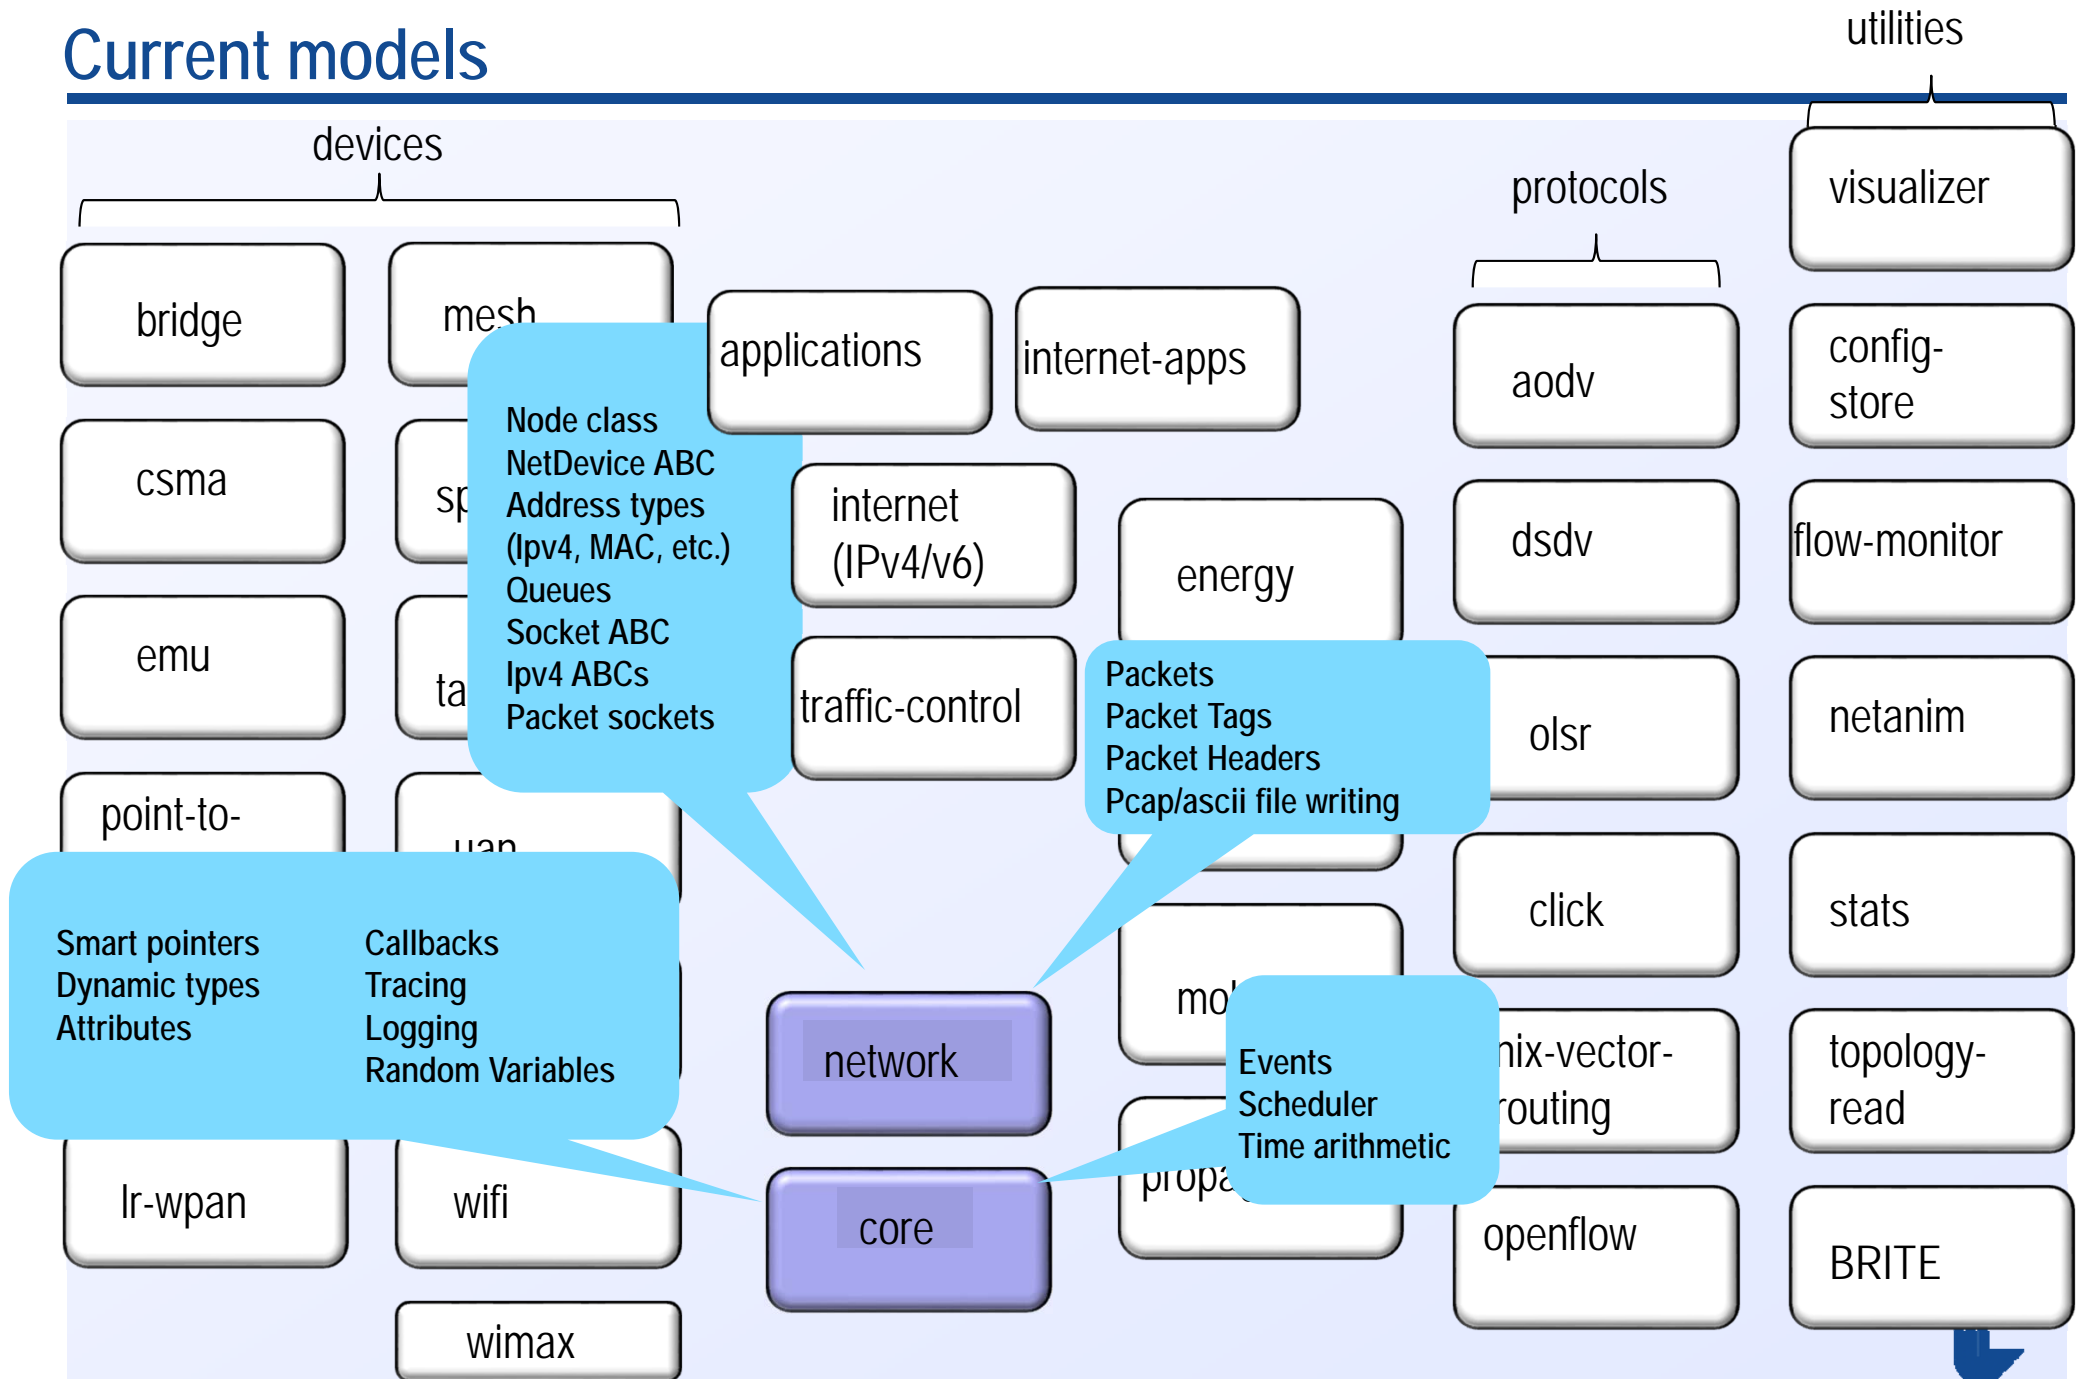 Current models
utilities
devices
protocols
visualizer
bridge
mesh
applications
internet-apps
aodv
config-
store
csma
Node class
NetDevice ABC
Address types
(Ipv4, MAC, etc.)
Queues
Socket ABC
Ipv4 ABCs
Packet sockets
internet
(IPv4/v6)
energy
dsdv
flow-monitor
emu
traffic-control
Packets
Packet Tags
Packet Headers
Pcap/ascii file writing
olsr
netanim
point-to-
uan
click
stats
Smart pointers
Dynamic types
Attributes
Callbacks
Tracing
Logging
Random Variables
network
Events
Scheduler
Time arithmetic
nix-vector-
routing
topology-
read
lr-wpan
wifi
core
openflow
BRITE
wimax